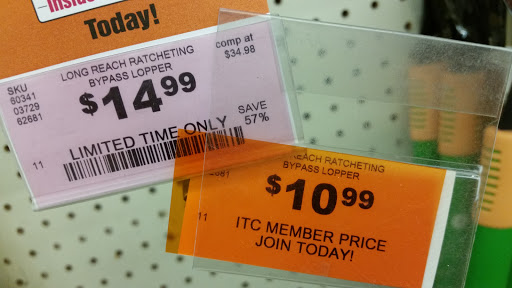 Inside
Today!
SKU
60341
03729
62681
LONG REACH RATCHETING
BYPASS LOPPER
comp at
$34.98
$14.99
SAVE
57%
LIMITED TIME ONLY
11
REACH RATCHETING
BYPASS LOPPER
$10.99
11
ITC MEMBER PRICE
JOIN TODAY!